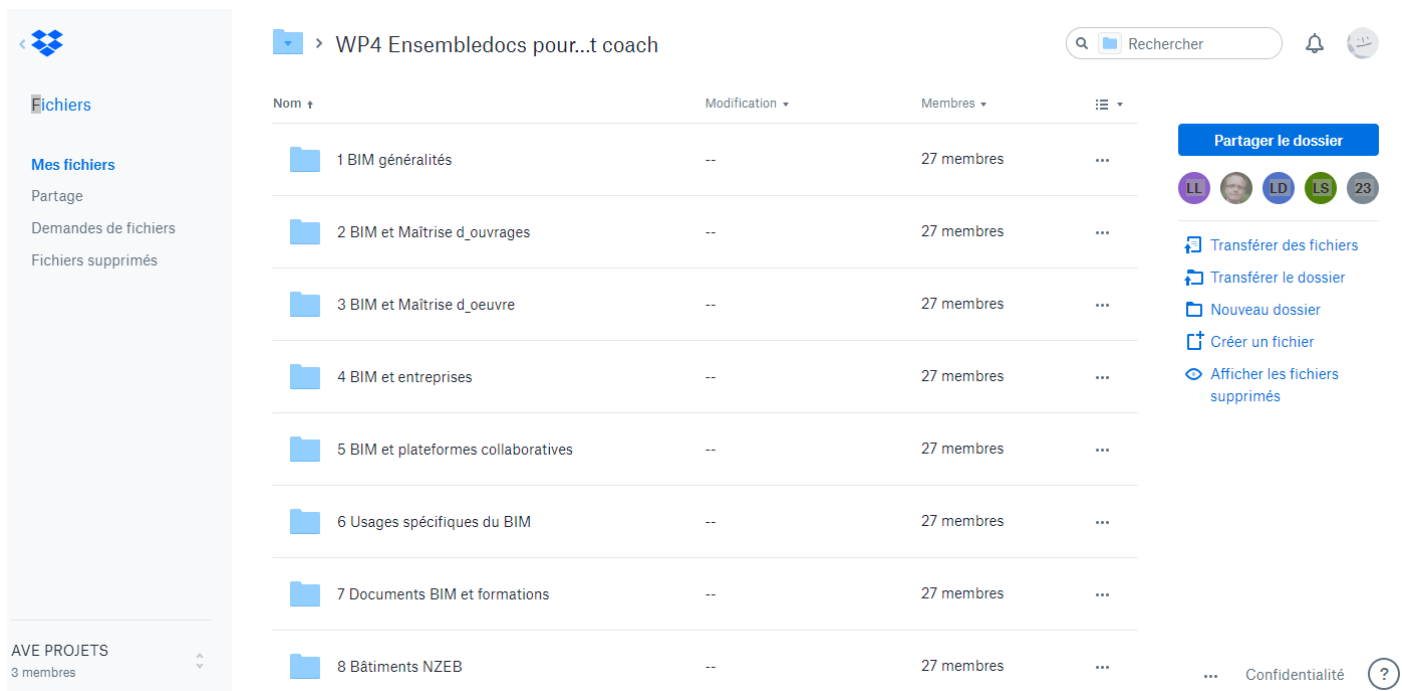 WP4 Ensembledocs pour...t coach
Rechercher
Fichiers
Mes fichiers
Partage
Demandes de fichiers
Fichiers supprimés
AVE PROJETS
3 membres
Nom Modification Membres
1 BIM généralités -- 27 membres
2 BIM et Maîtrise d_ouvrages -- 27 membres
3 BIM et Maîtrise d_oeuvre -- 27 membres
4 BIM et entreprises -- 27 membres
5 BIM et plateformes collaboratives -- 27 membres
6 Usages spécifiques du BIM -- 27 membres
7 Documents BIM et formations -- 27 membres
8 Bâtiments NZEB -- 27 membres
Partager le dossier
LL LD LS 23
Transférer des fichiers
Transférer le dossier
Nouveau dossier
Créer un fichier
Afficher les fichiers
supprimés
... Confidentialité ?